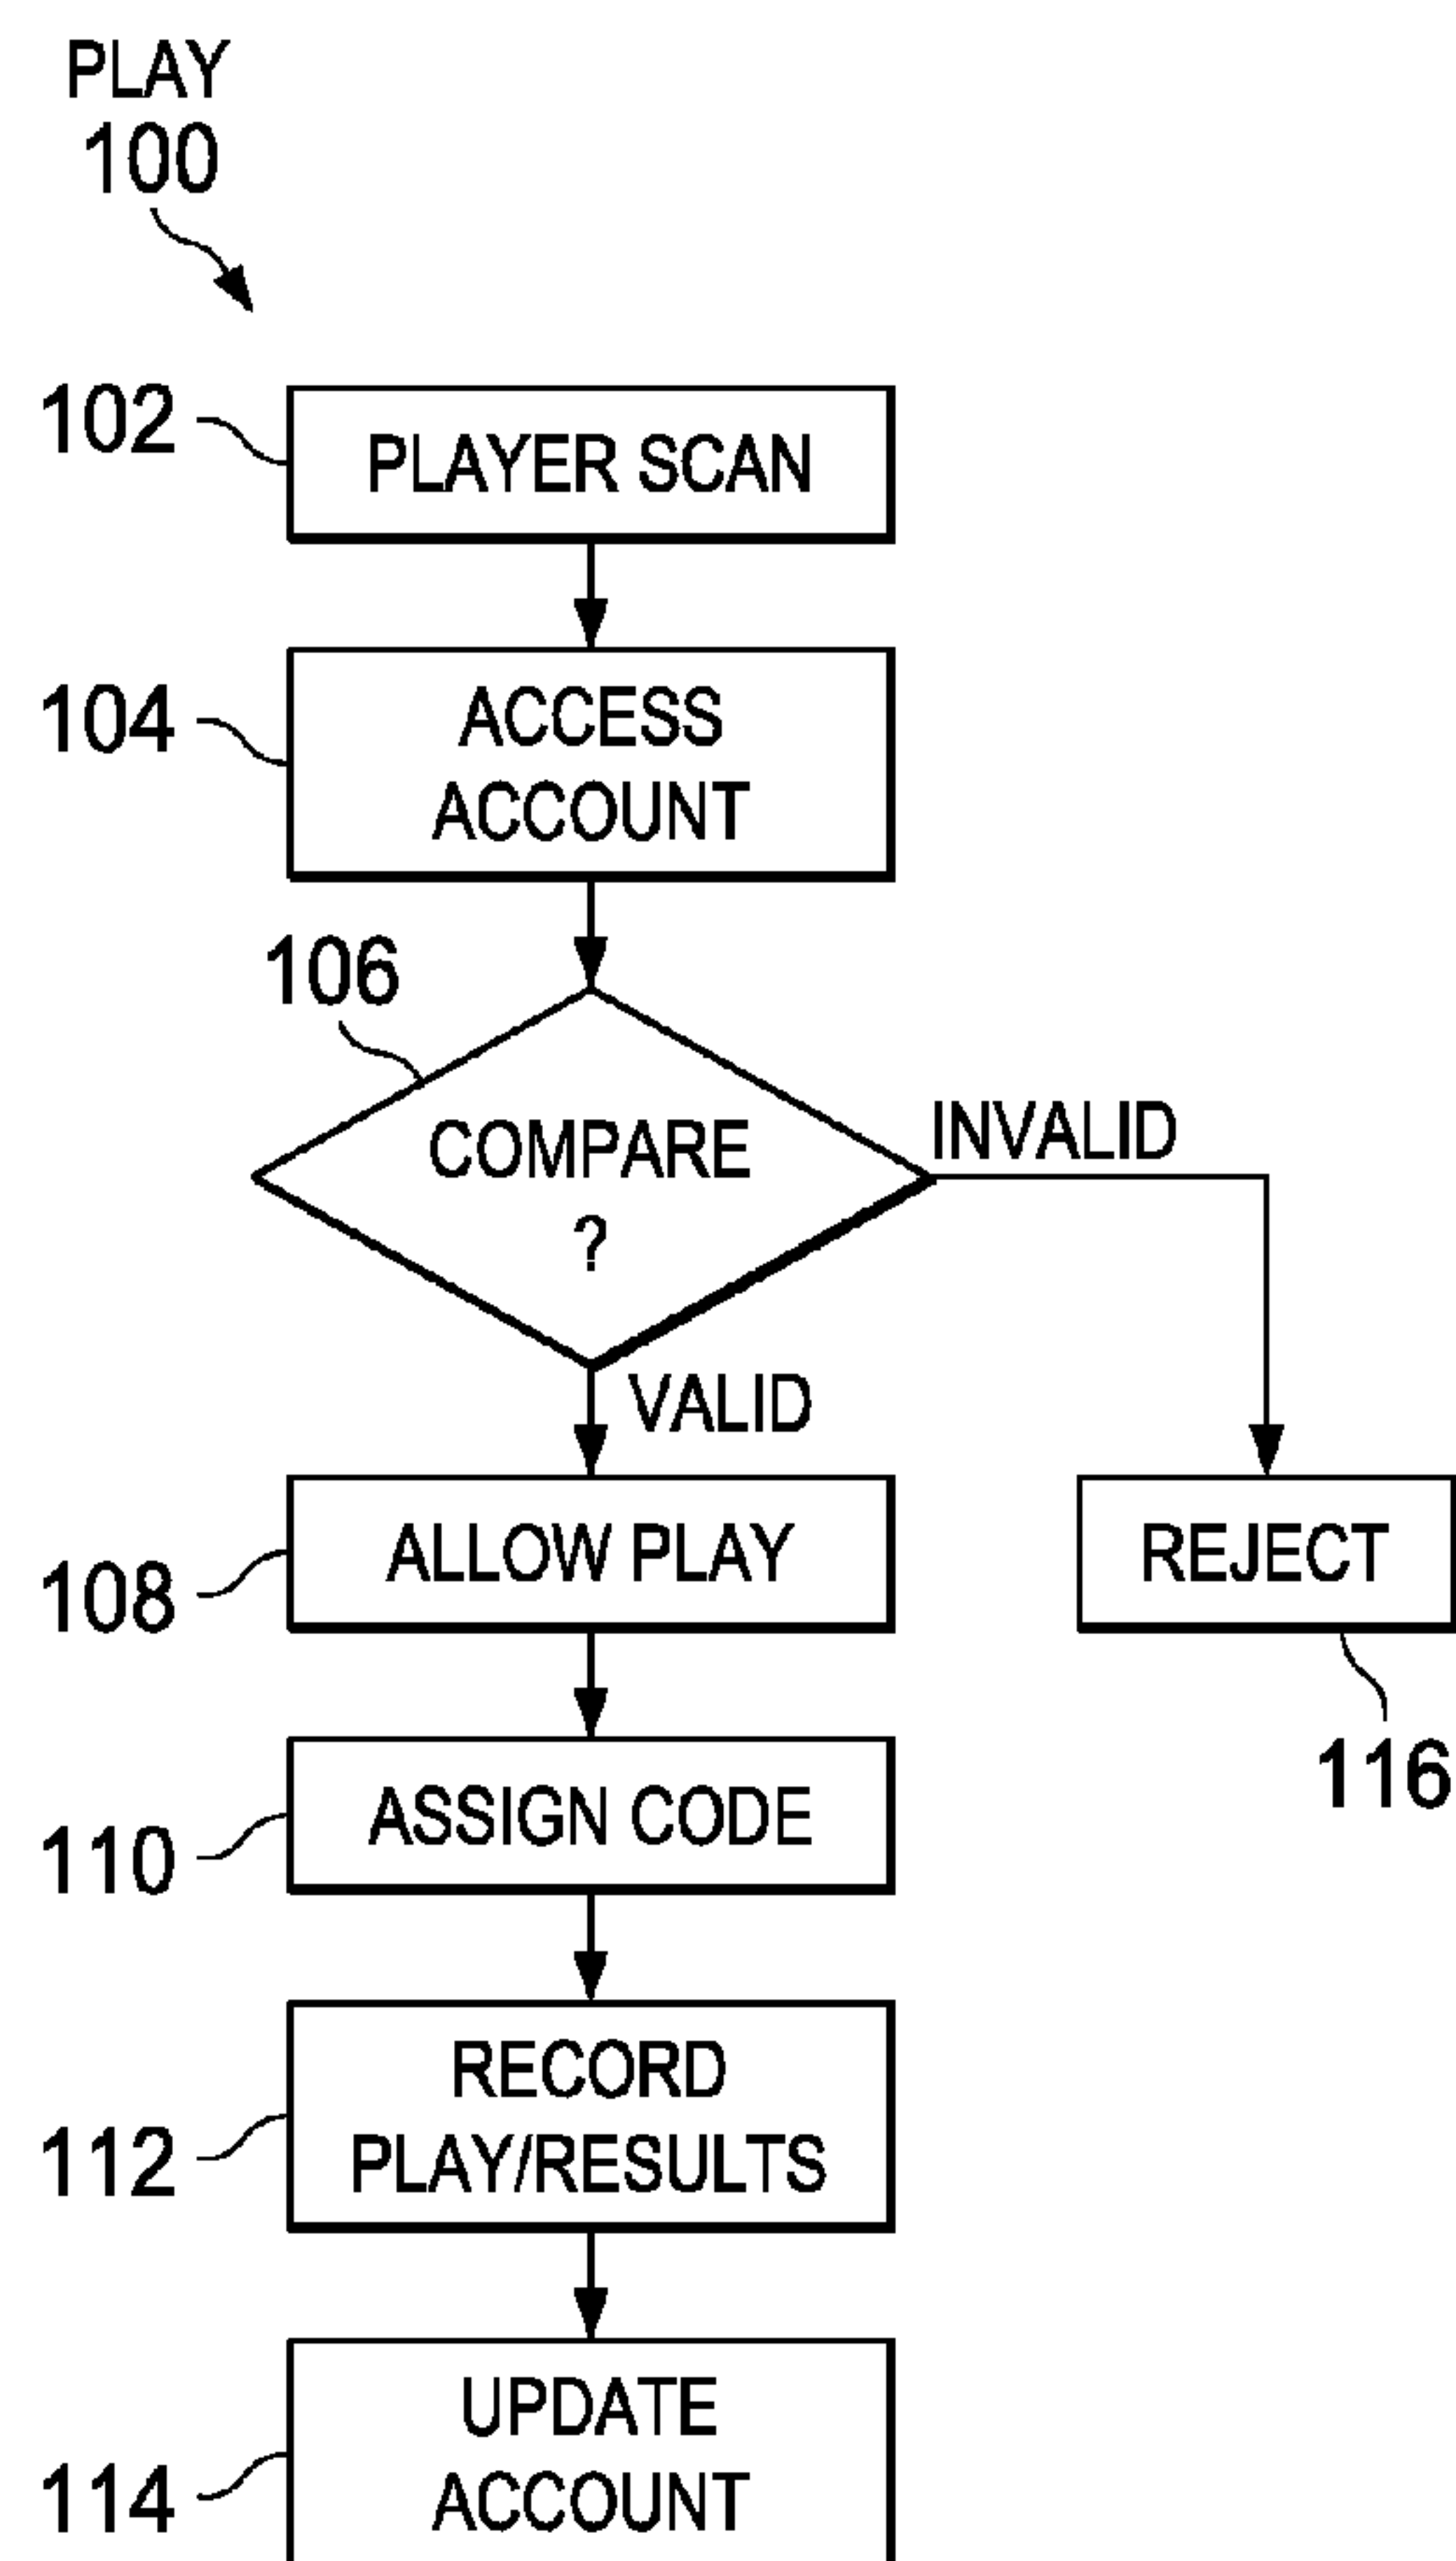 PLAY
100
102
PLAYER SCAN
104
ACCESS
ACCOUNT
106
COMPARE
?
INVALID
VALID
108
ALLOW PLAY
REJECT
116
110
ASSIGN CODE
112
RECORD
PLAY/RESULTS
114
UPDATE
ACCOUNT